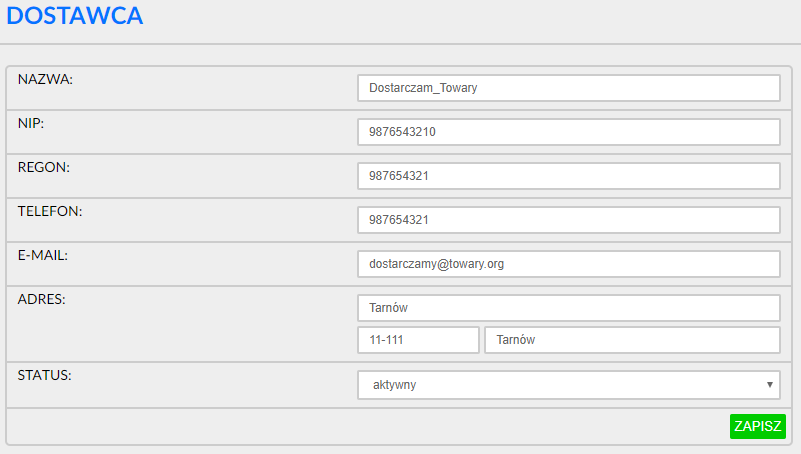 DOSTAWCA
NAZWA: Dostarczam_Towary
NIP: 9876543210
REGON: 987654321
TELEFON: 987654321
E-MAIL: dostarczamy@towary.org
ADRES: Tarnów
11-111 Tarnów
STATUS: aktywny
ZAPISZ